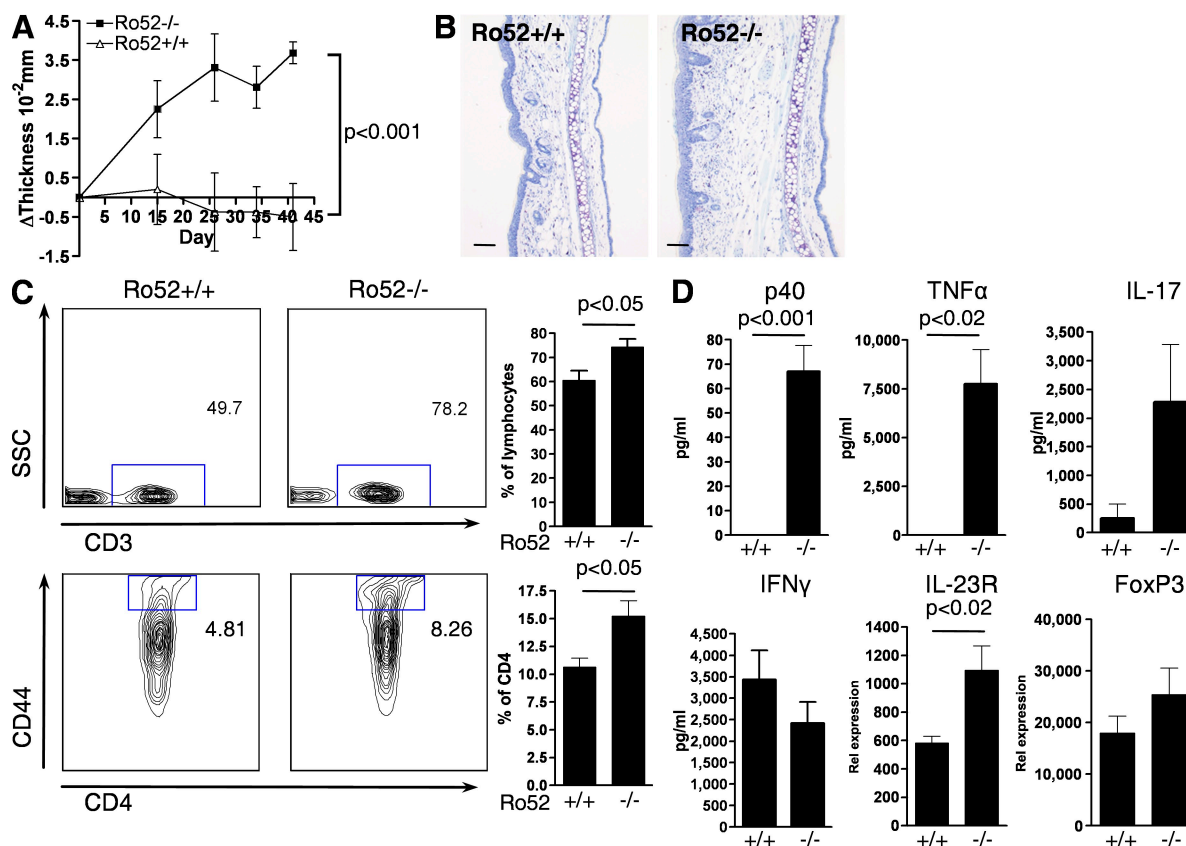 A
4.5
3.5
2.5
1.5
0.5
-0.5
-1.5
ΔThickness 10-2mm
Ro52-/-
Ro52+/+
5 10 15 20 25 30 35 40 45
Day
p<0.001
B
Ro52+/+
Ro52-/-
C
Ro52+/+
Ro52-/-
SSC
49.7
78.2
CD3
p<0.05
% of lymphocytes
80
70
60
50
40
30
20
10
0
Ro52 +/+ -/-
CD44
4.81
8.26
CD4
p<0.05
% of CD4
17.5
15.0
12.5
10.0
7.5
5.0
2.5
0.0
Ro52 +/+ -/-
D
p40
p<0.001
pg/ml
80
70
60
50
40
30
20
10
0
+/+ -/-
TNFα
p<0.02
pg/ml
10,000
7,500
5,000
2,500
0
+/+ -/-
IL-17
pg/ml
3,500
3,000
2,500
2,000
1,500
1,000
500
0
+/+ -/-
IFNγ
pg/ml
4,500
4,000
3,500
3,000
2,500
2,000
1,500
1,000
500
0
+/+ -/-
IL-23R
p<0.02
Rel expression
1400
1200
1000
800
600
400
200
0
+/+ -/-
FoxP3
Rel expression
40,000
30,000
20,000
10,000
0
+/+ -/-